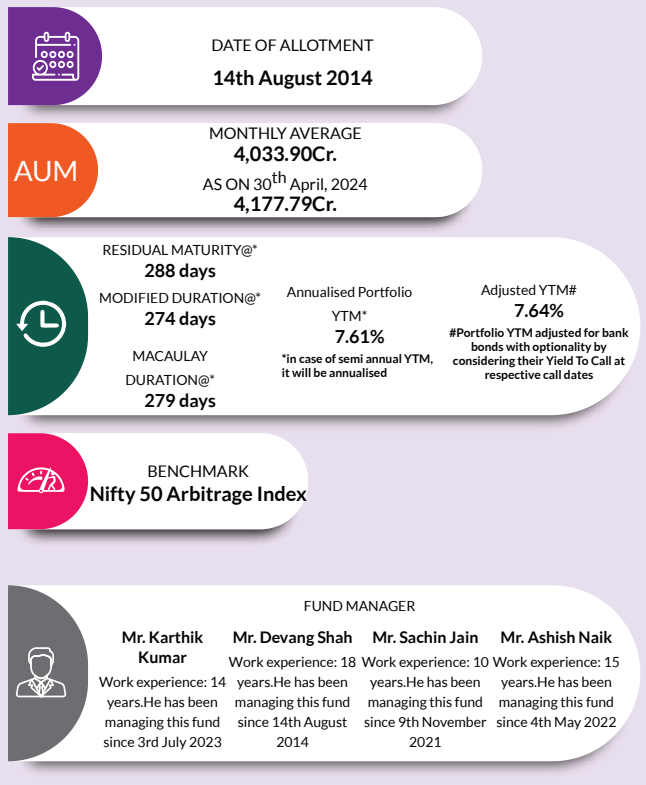 DATE OF ALLOTMENT
14th August 2014
AUM
MONTHLY AVERAGE
4,033.90Cr.
AS ON 30th April, 2024
4,177.79Cr.
RESIDUAL MATURITY@*
288 days
MODIFIED DURATION@*
274 days
MACAULAY
DURATION@*
279 days
Annualised Portfolio
YTM*
7.61%
*in case of semi annual YTM,
it will be annualised
Adjusted YTM#
7.64%
#Portfolio YTM adjusted for bank
bonds with optionality by
considering their Yield To Call at
respective call dates
BENCHMARK
Nifty 50 Arbitrage Index
FUND MANAGER
Mr. Karthik
Kumar
Work experience: 14
years.He has been
managing this fund
since 3rd July 2023
Mr. Devang Shah
Work experience: 18
years.He has been
managing this fund
since 14th August
2014
Mr. Sachin Jain
Work experience: 10
years.He has been
managing this fund
since 9th November
2021
Mr. Ashish Naik
Work experience: 15
years.He has been
managing this fund
since 4th May 2022